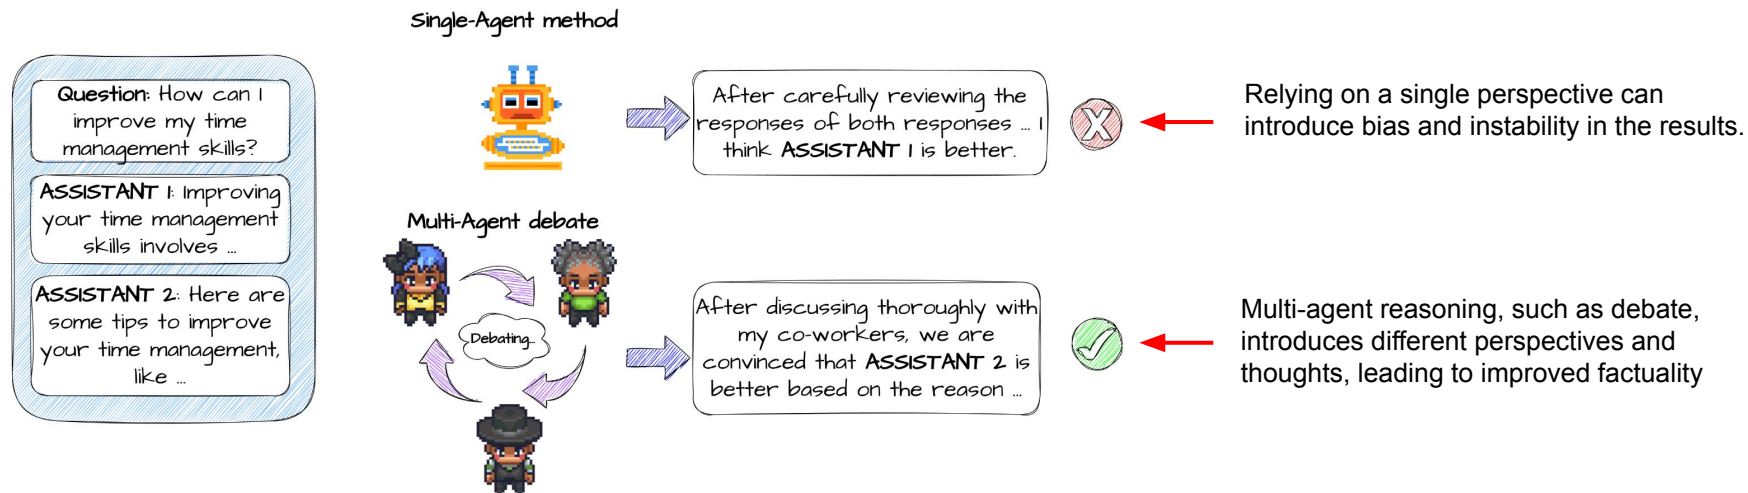 Single-Agent method
Question: How can I
improve my time
management skills?
ASSISTANT 1: Improving
your time management
skills involves ...
ASSISTANT 2: Here are
some tips to improve
your time management,
like ...
After carefully reviewing the
responses of both responses ... I
think ASSISTANT 1 is better.
X
Relying on a single perspective can
introduce bias and instability in the results.
Multi-Agent debate
Debating...
After discussing thoroughly with
my co-workers, we are
convinced that ASSISTANT 2 is
better based on the reason ...
Multi-agent reasoning, such as debate,
introduces different perspectives and
thoughts, leading to improved factuality